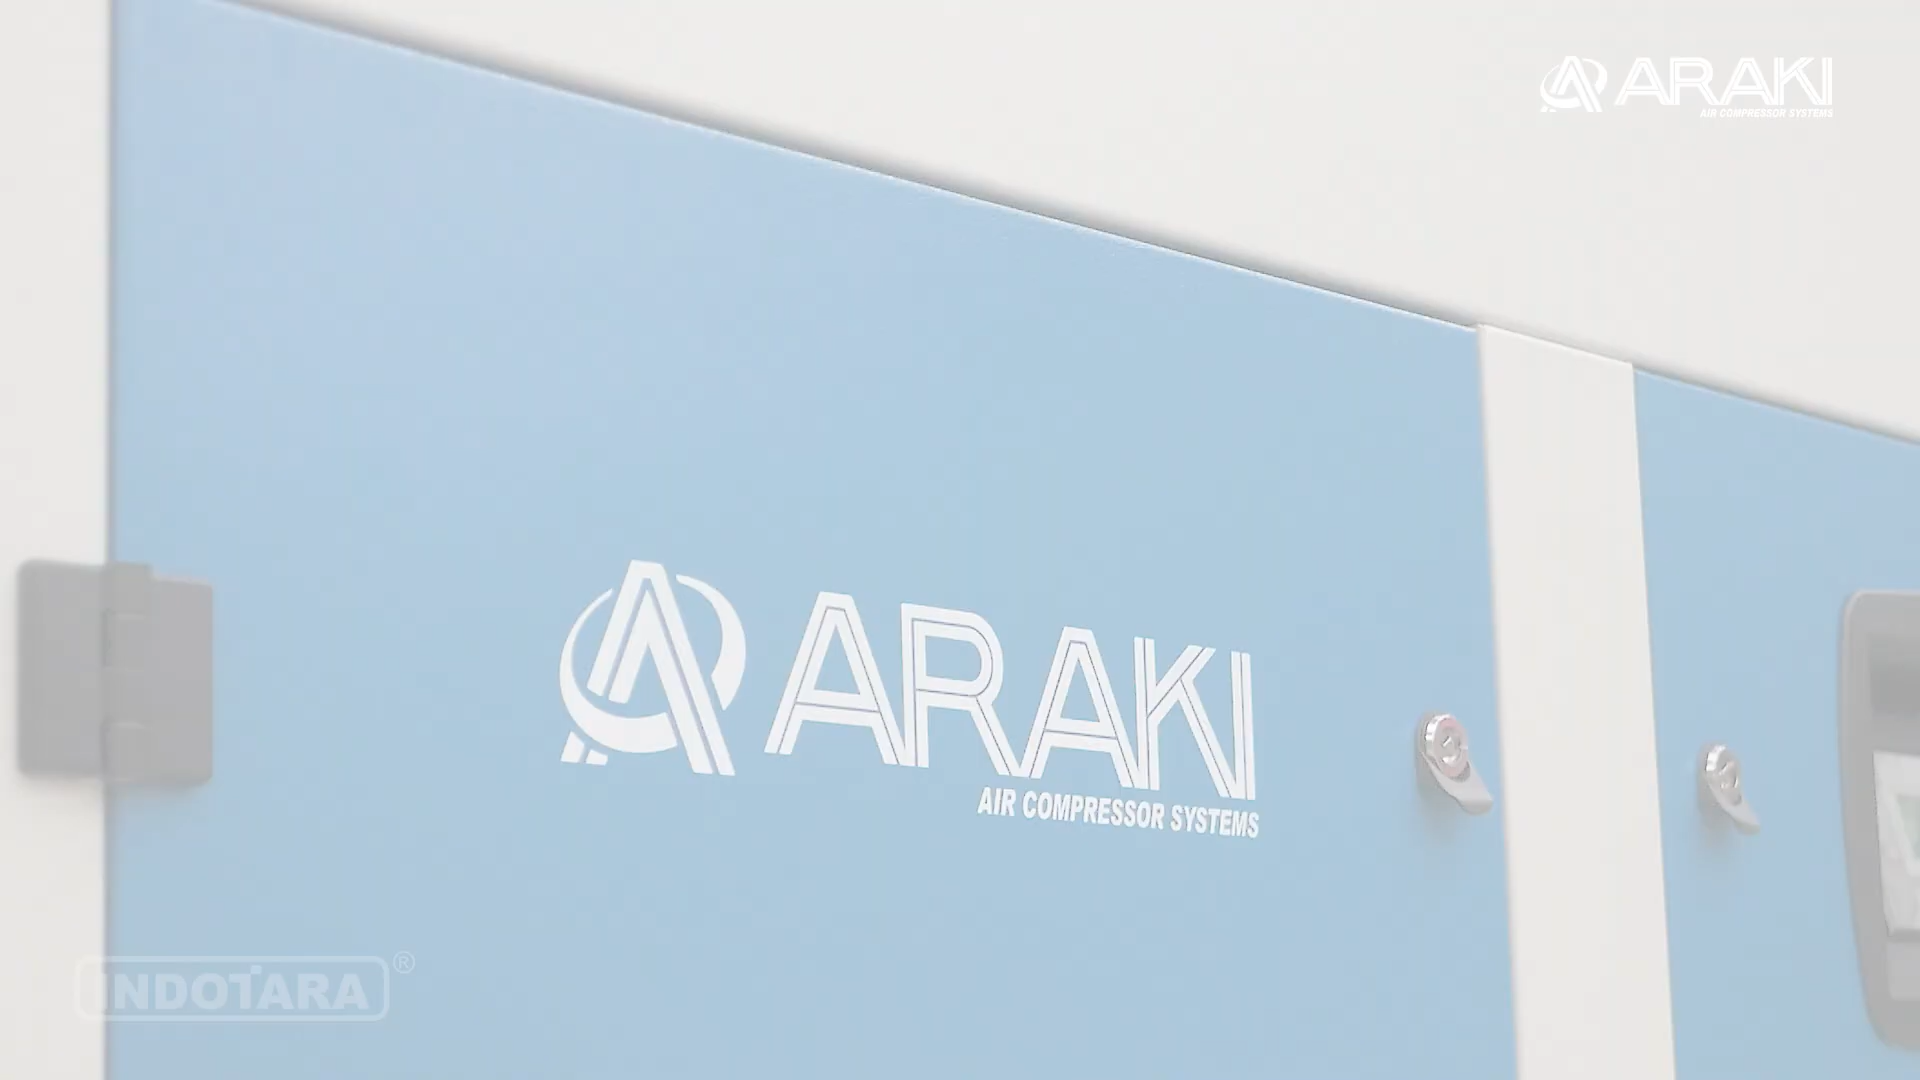 ARAKI
AIR COMPRESSOR SYSTEMS
ARAKI
AIR COMPRESSOR SYSTEMS
INDOTARA®